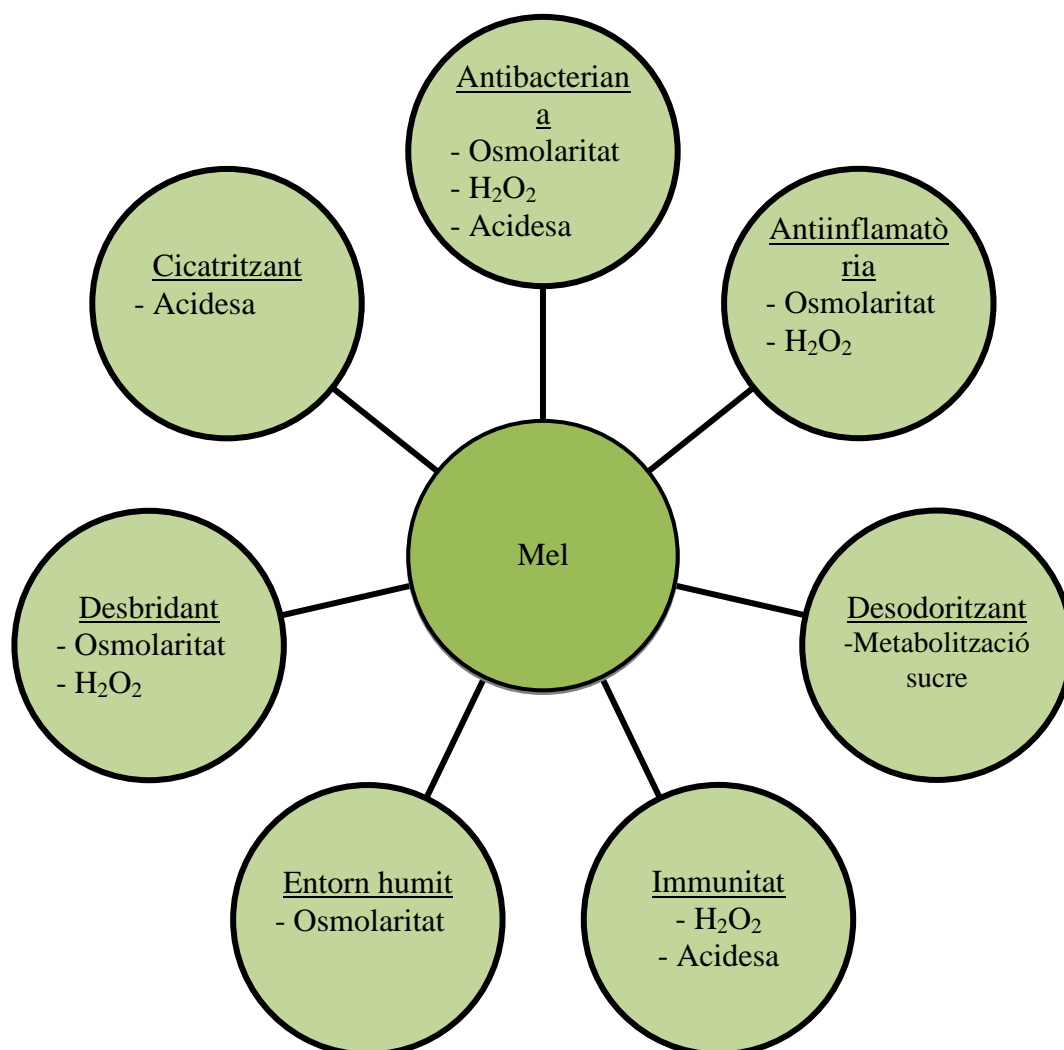 Antibacterian
a
- Osmolaritat
- H₂O₂
- Acidesa
Antiinflamatò
ria
- Osmolaritat
- H₂O₂
Cicatritzant
- Acidesa
Mel
Desbridant
- Osmolaritat
- H₂O₂
Desodoritzant
-Metabolització
sucre
Entorn humit
- Osmolaritat
Immunitat
- H₂O₂
- Acidesa